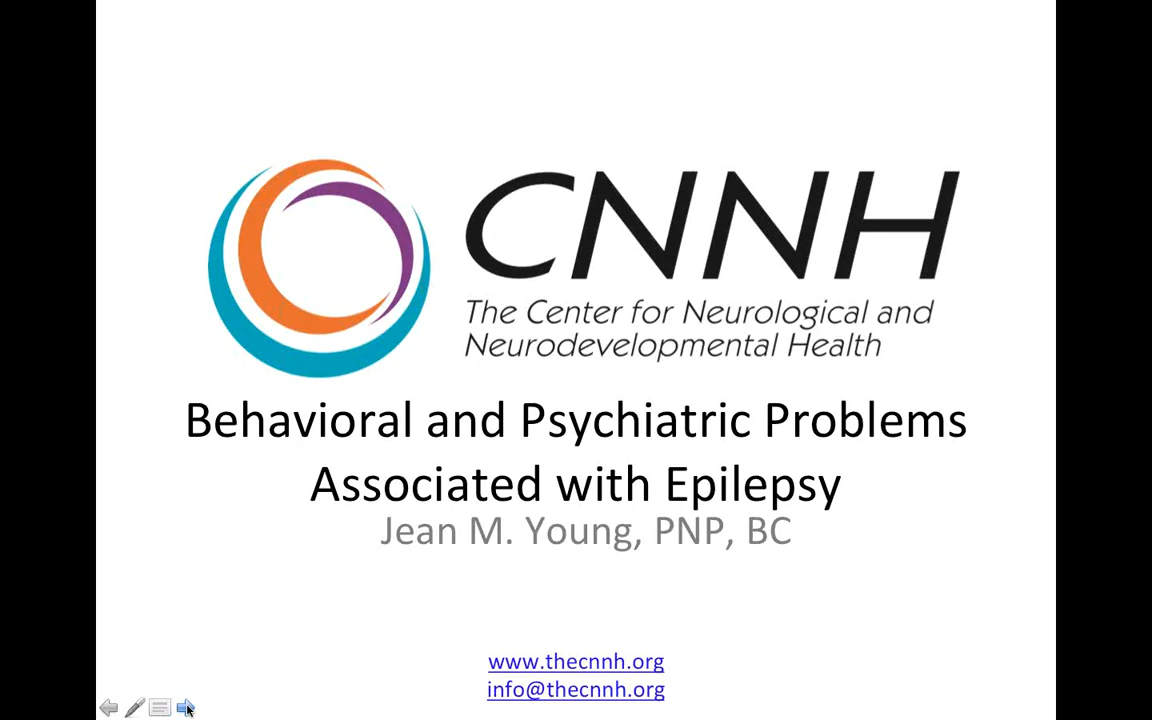 CNNH
The Center for Neurological and
Neurodevelopmental Health
Behavioral and Psychiatric Problems
Associated with Epilepsy
Jean M. Young, PNP, BC
www.thecnnh.org
info@thecnnh.org